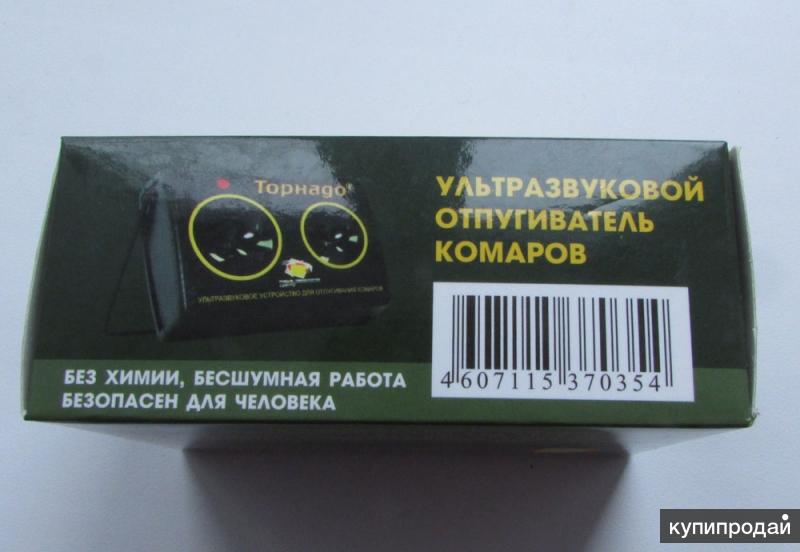 Торнадо
УЛЬТРАЗВУКОВОЕ УСТРОЙСТВО ДЛЯ ОТПУГИВАНИЯ КОМАРОВ
УЛЬТРАЗВУКОВОЙ
ОТПУГИВАТЕЛЬ
КОМАРОВ
4 607115 370354
БЕЗ ХИМИИ, БЕСШУМНАЯ РАБОТА
БЕЗОПАСЕН ДЛЯ ЧЕЛОВЕКА
купипродай